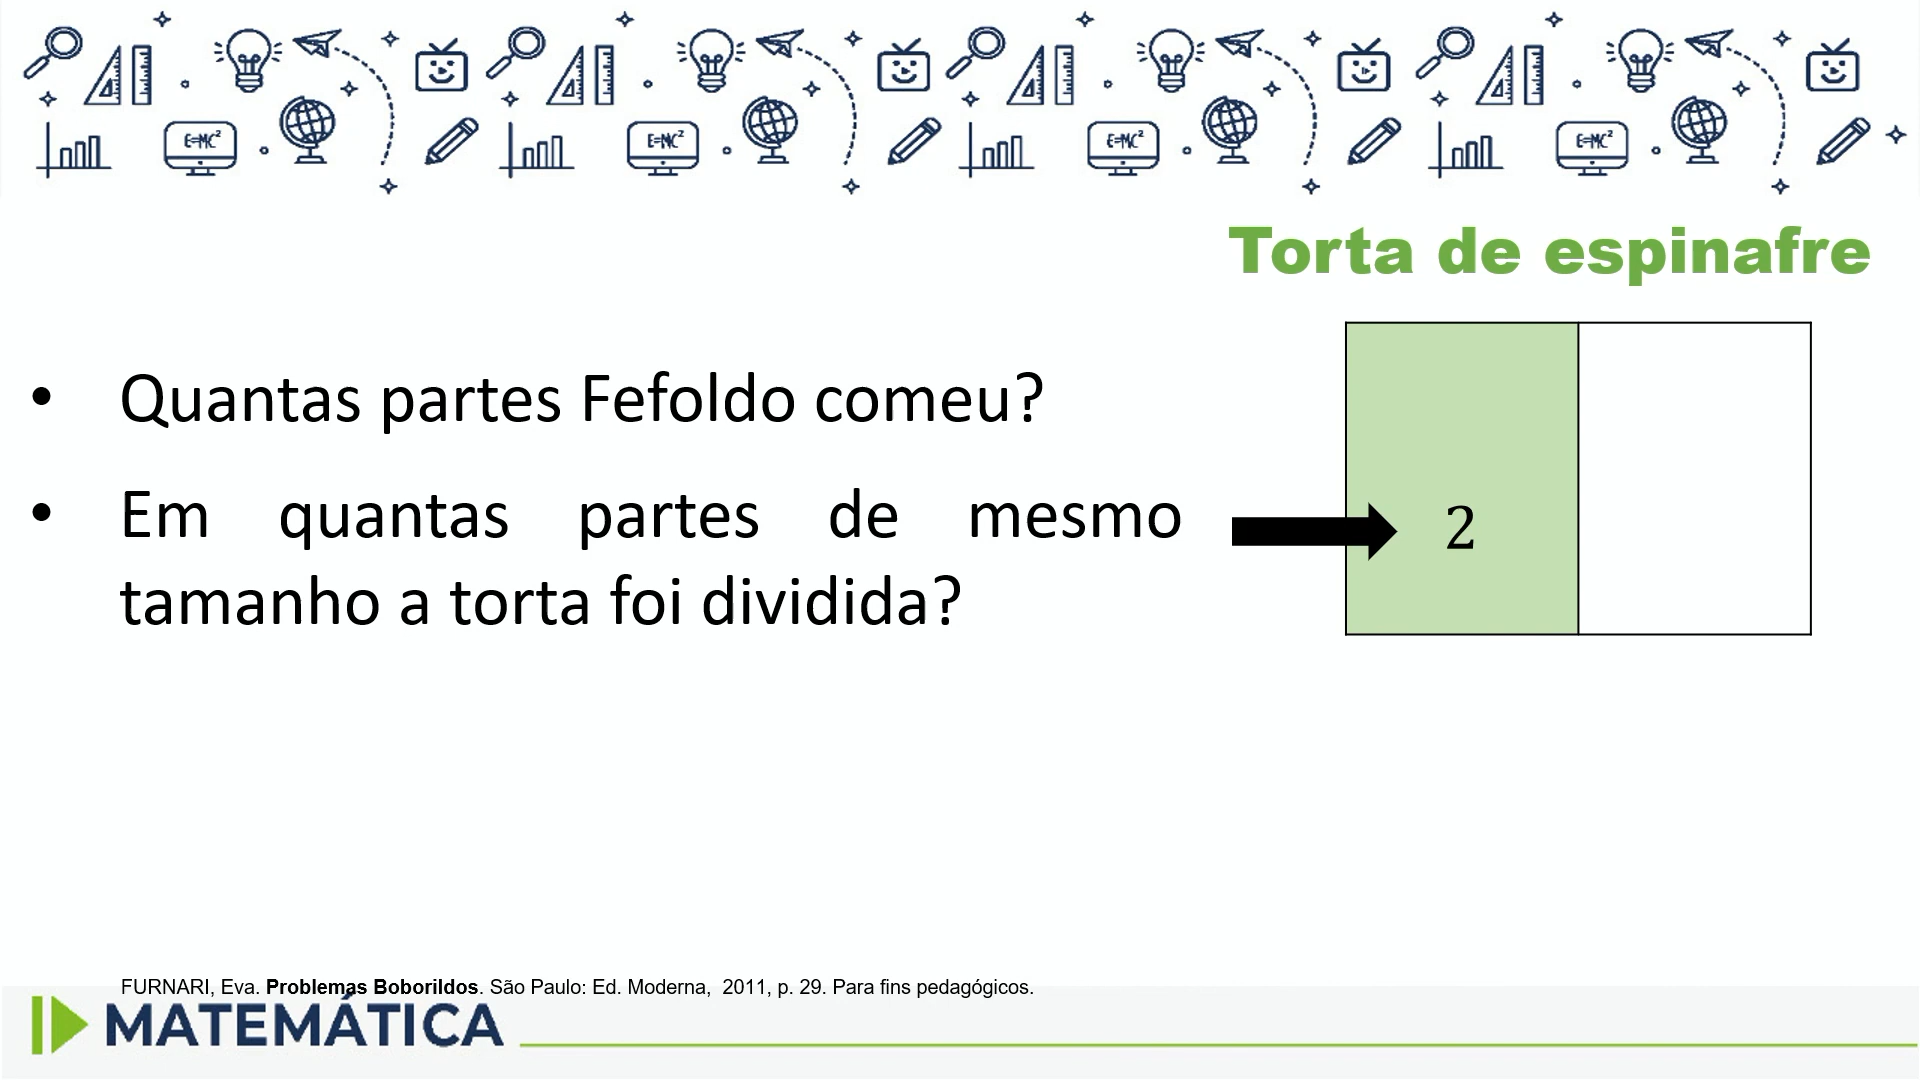 E=MC²
E=MC²
E=MC²
E=MC²
Torta de espinafre
• Quantas partes Fefoldo comeu?
• Em quantas partes de mesmo
tamanho a torta foi dividida?
2
FURNARI, Eva. Problemas Boborildos. São Paulo: Ed. Moderna, 2011, p. 29. Para fins pedagógicos.
MATEMÁTICA